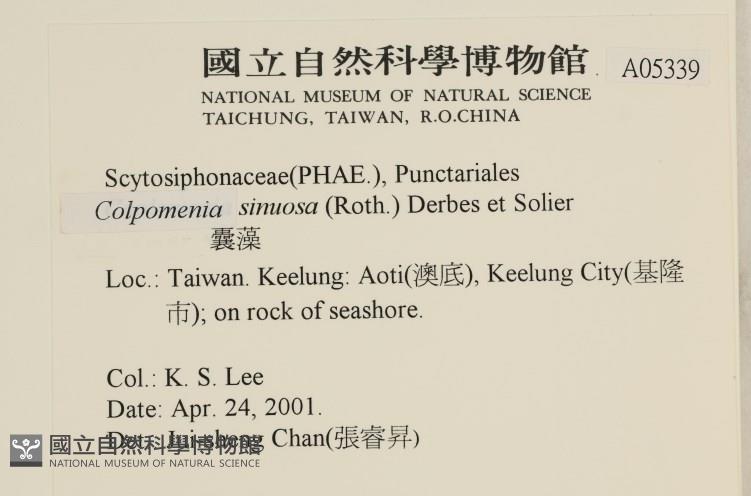 國立自然科學博物館
A05339
NATIONAL MUSEUM OF NATURAL SCIENCE
TAICHUNG, TAIWAN, R.O.CHINA
Scytosiphonaceae(PHAE.), Punctariales
Colpomenia sinuosa (Roth.) Derbes et Solier
囊藻
Loc.: Taiwan. Keelung: Aoti(澳底), Keelung City(基隆
市); on rock of seashore.
Col.: K. S. Lee
Date: Apr. 24, 2001.
Chan(張睿昇)
國立自然科學博物館
NATIONAL MUSEUM OF NATURAL SCIENCE